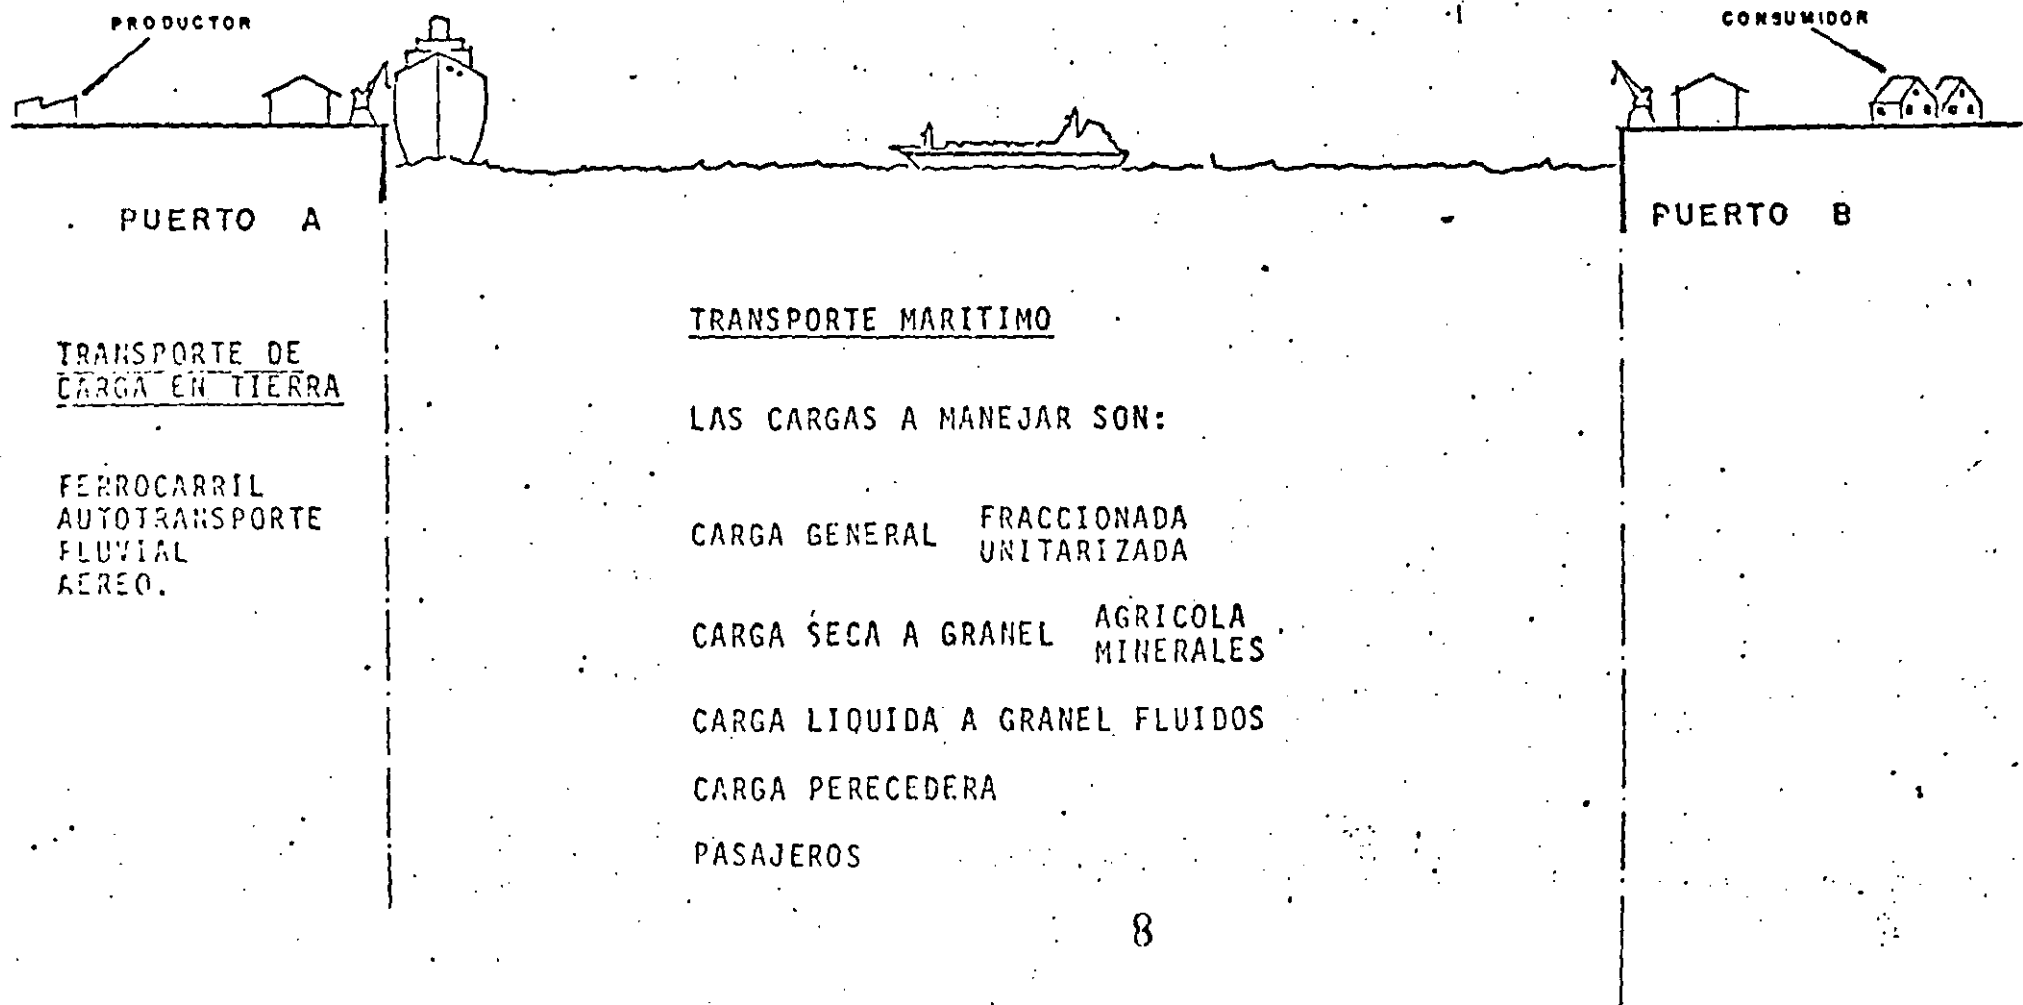 PRODUCTOR
CONSUMIDOR
PUERTO A
PUERTO B
TRANSPORTE DE
CARGA EN TIERRA
FERROCARRIL
AUTOTRANSPORTE
FLUVIAL
AEREO.
TRANSPORTE MARITIMO
LAS CARGAS A MANEJAR SON:
CARGA GENERAL FRACCIONADA
UNITARIZADA
CARGA SECA A GRANEL AGRICOLA
MINERALES
CARGA LIQUIDA A GRANEL FLUIDOS
CARGA PERECEDERA
PASAJEROS
8